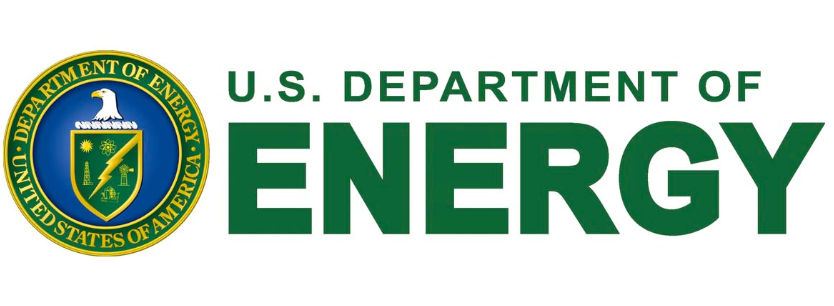 DEPARTMENT OF ENERGY
UNITED STATES OF AMERICA
U.S. DEPARTMENT OF
ENERGY